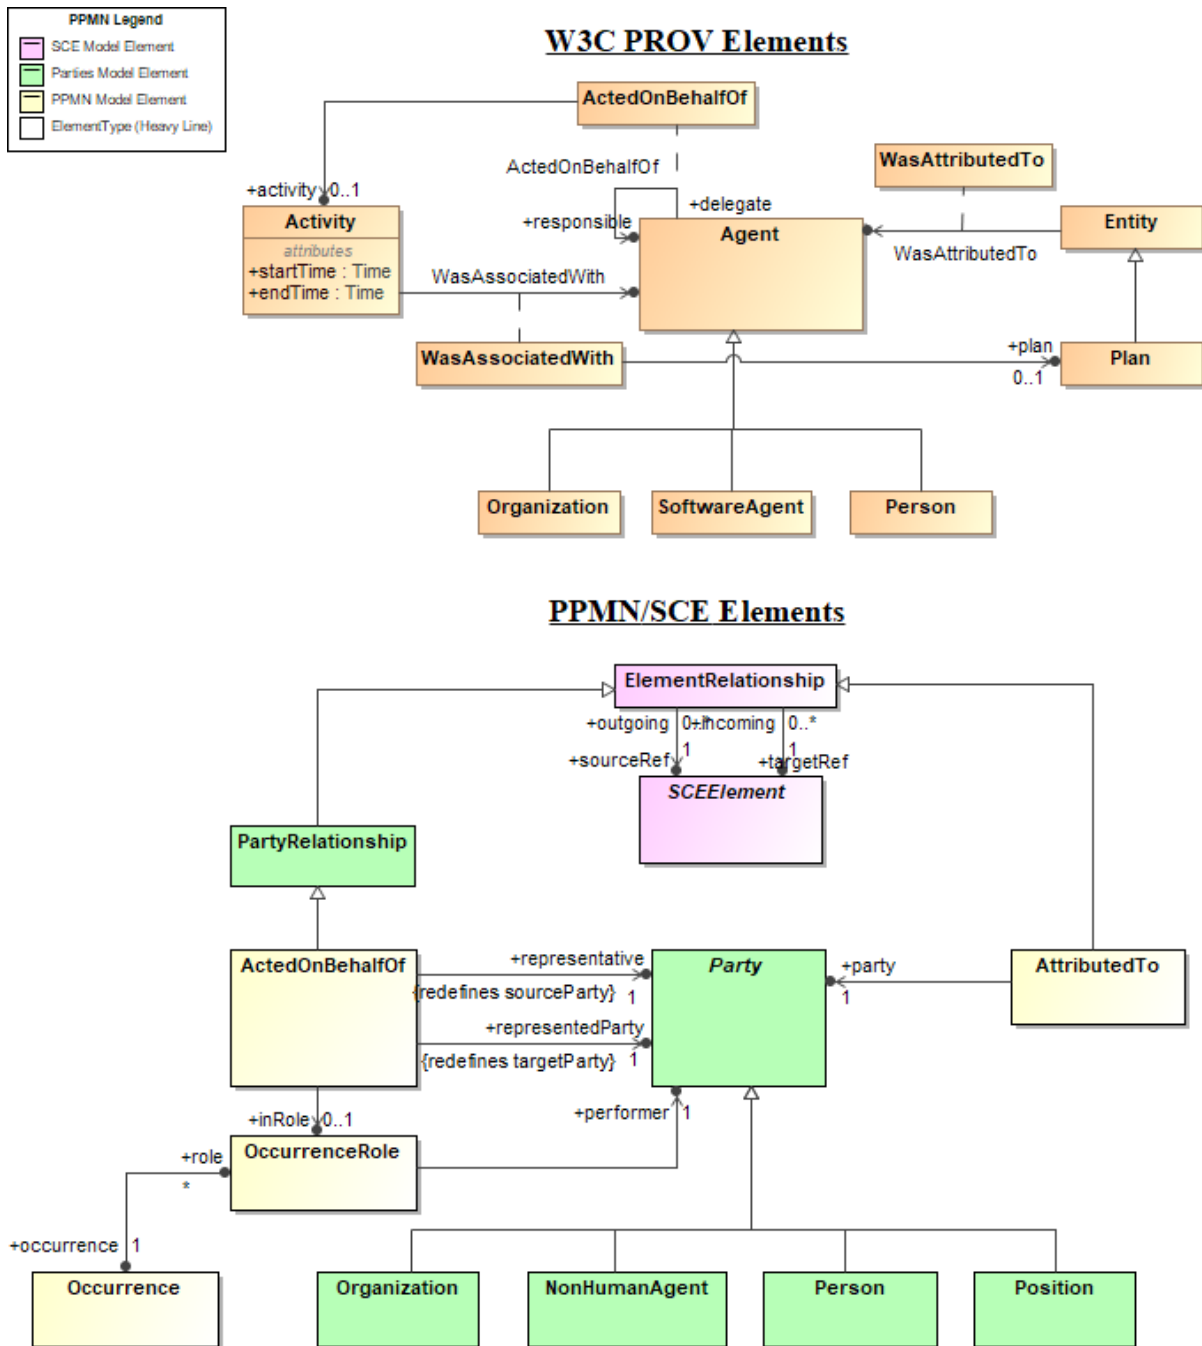 PPMN Legend
SCE Model Element
Parties Model Element
PPMN Model Element
ElementType (Heavy Line)
W3C PROV Elements
ActedOnBehalfOf
WasAttributedTo
ActedOnBehalfOf
+activity 0..1
+delegate
+responsible
Activity
attributes
+startTime : Time
+endTime : Time
Agent
Entity
WasAttributedTo
WasAssociatedWith
WasAssociatedWith
+plan
0..1
Plan
Organization
SoftwareAgent
Person
PPMN/SCE Elements
ElementRelationship
+outgoing 0..* +incoming 0..*
1 1
+sourceRef +targetRef
SCEElement
PartyRelationship
ActedOnBehalfOf
+representative
{redefines sourceParty} 1
+representedParty
{redefines targetParty} 1
Party
+party
1
AttributedTo
+inRole 0..1
+performer 1
OccurrenceRole
+role
*
+occurrence 1
Occurrence
Organization
NonHumanAgent
Person
Position